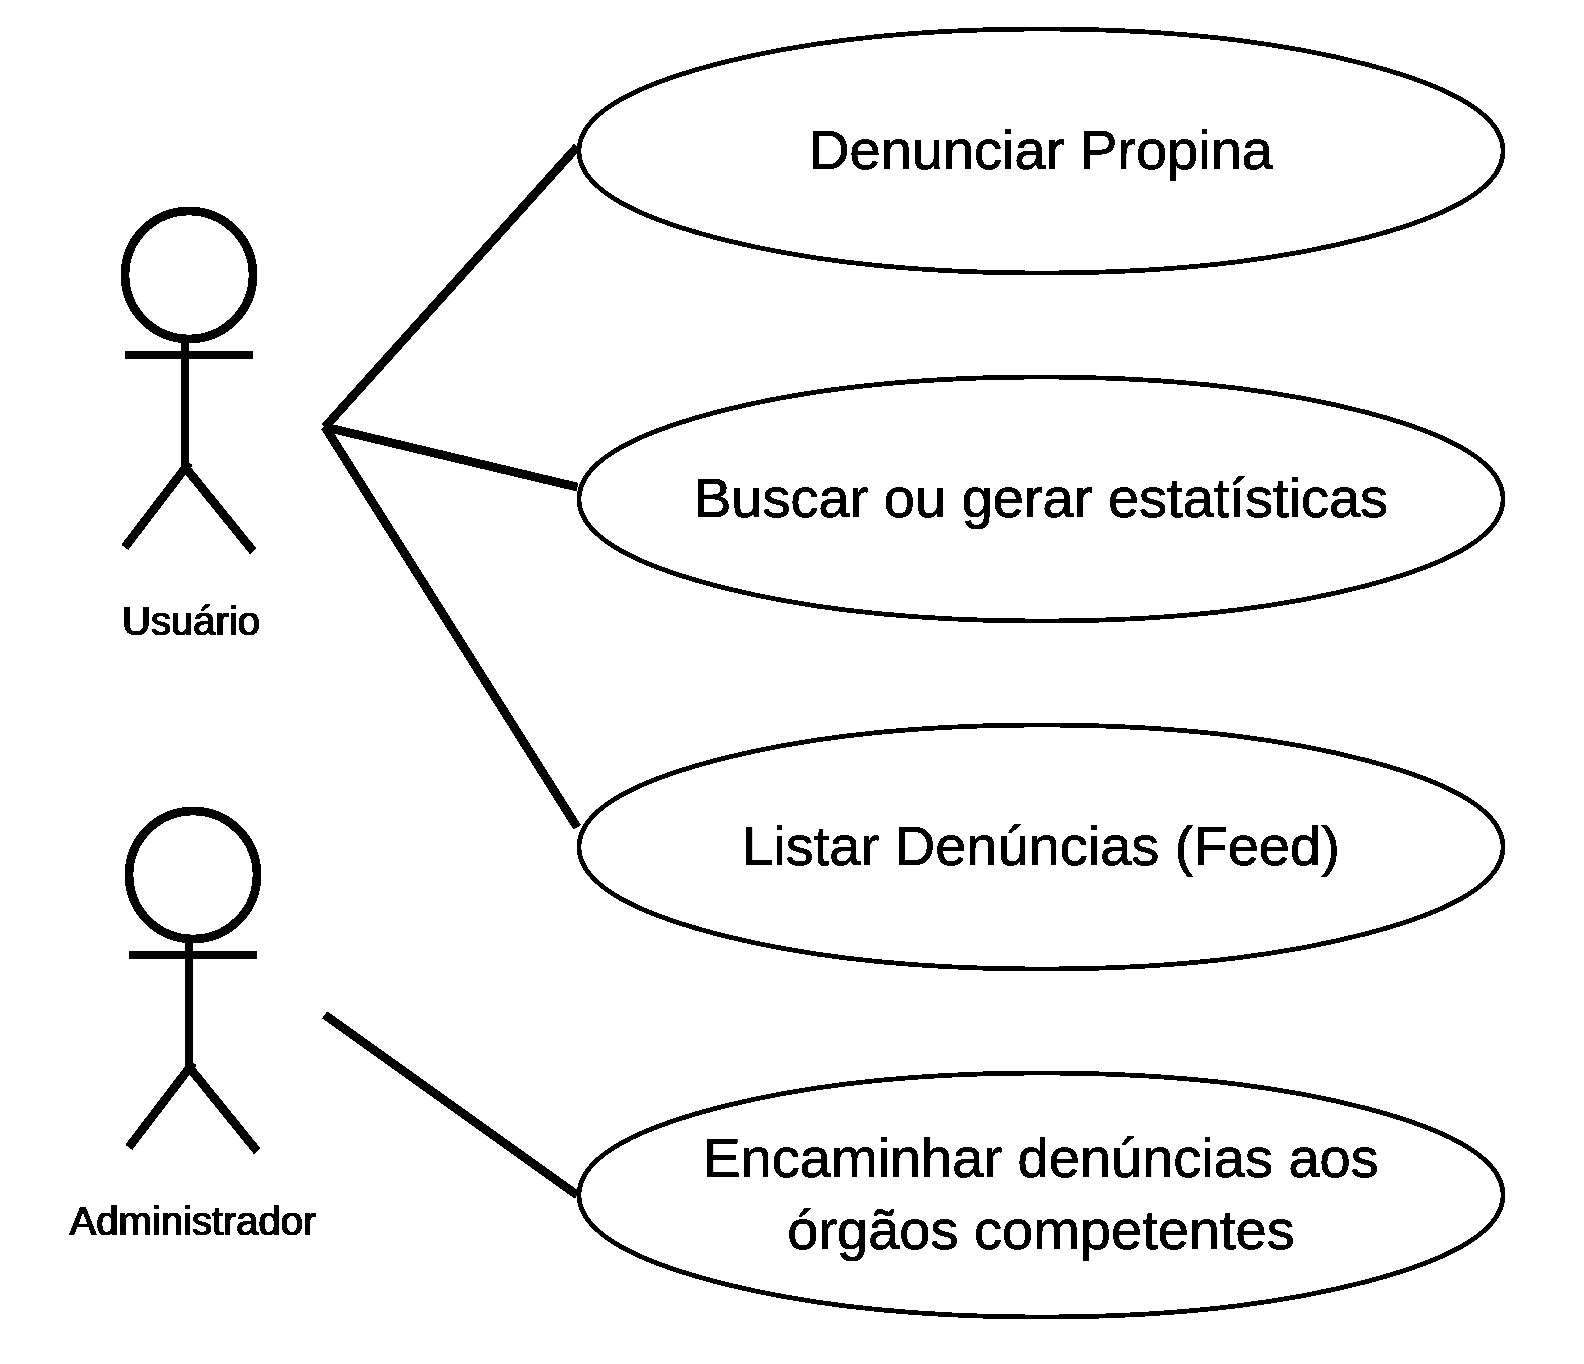 Denunciar Propina
Buscar ou gerar estatísticas
Usuário
Listar Denúncias (Feed)
Encaminhar denúncias aos
órgãos competentes
Administrador